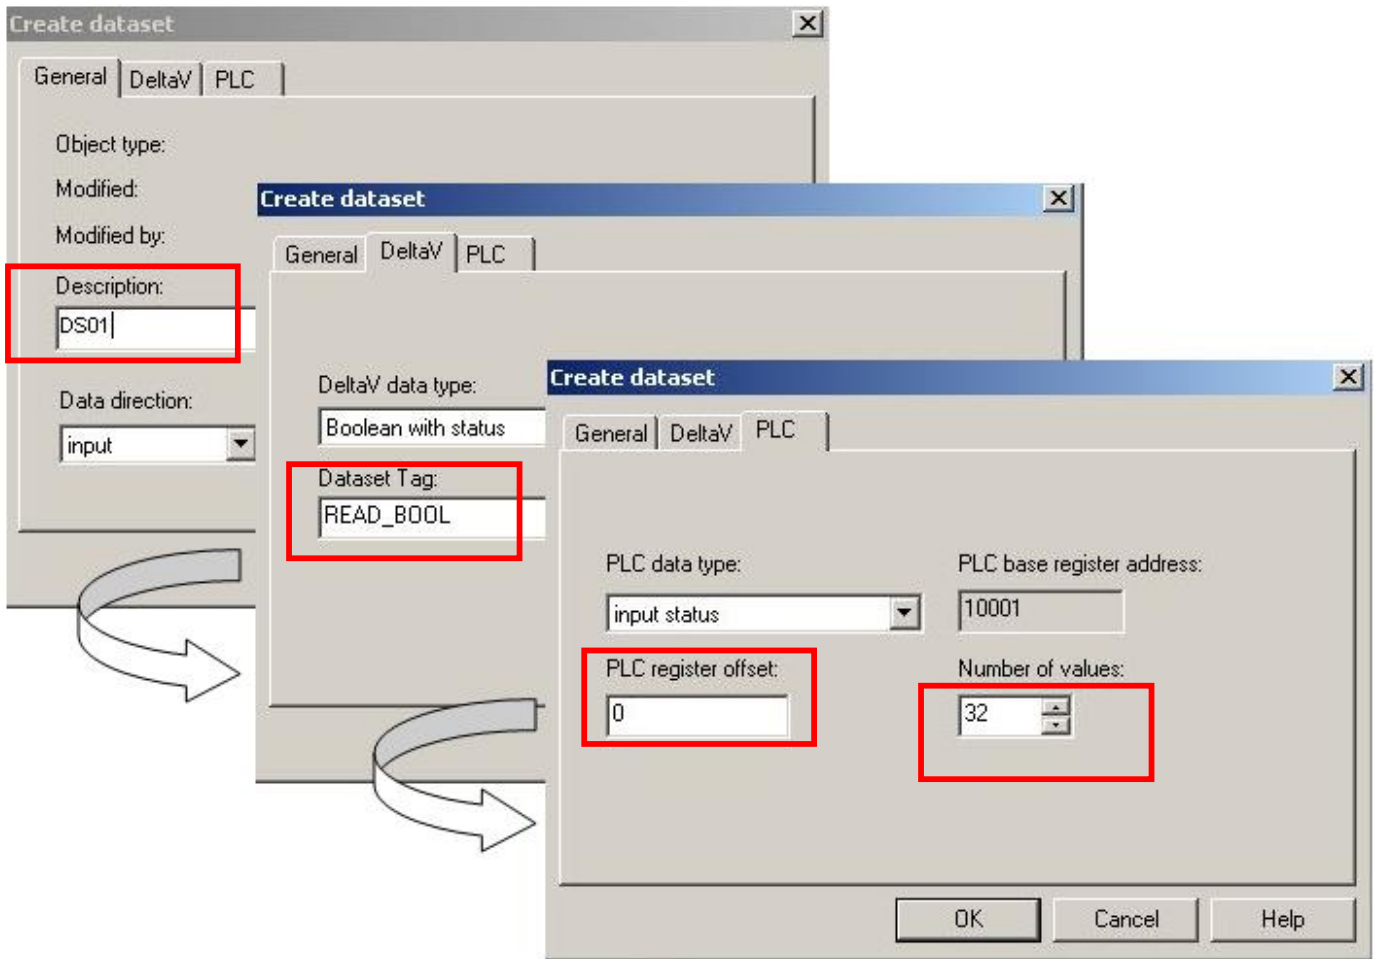 Create dataset
General DeltaV PLC
Object type:
Modified:
Modified by:
Description:
DS01
Data direction:
input
Create dataset
General DeltaV PLC
DeltaV data type:
Boolean with status
Dataset Tag:
READ_BOOL
Create dataset
General DeltaV PLC
PLC data type: PLC base register address:
input status 10001
PLC register offset: Number of values:
0 32
OK Cancel Help